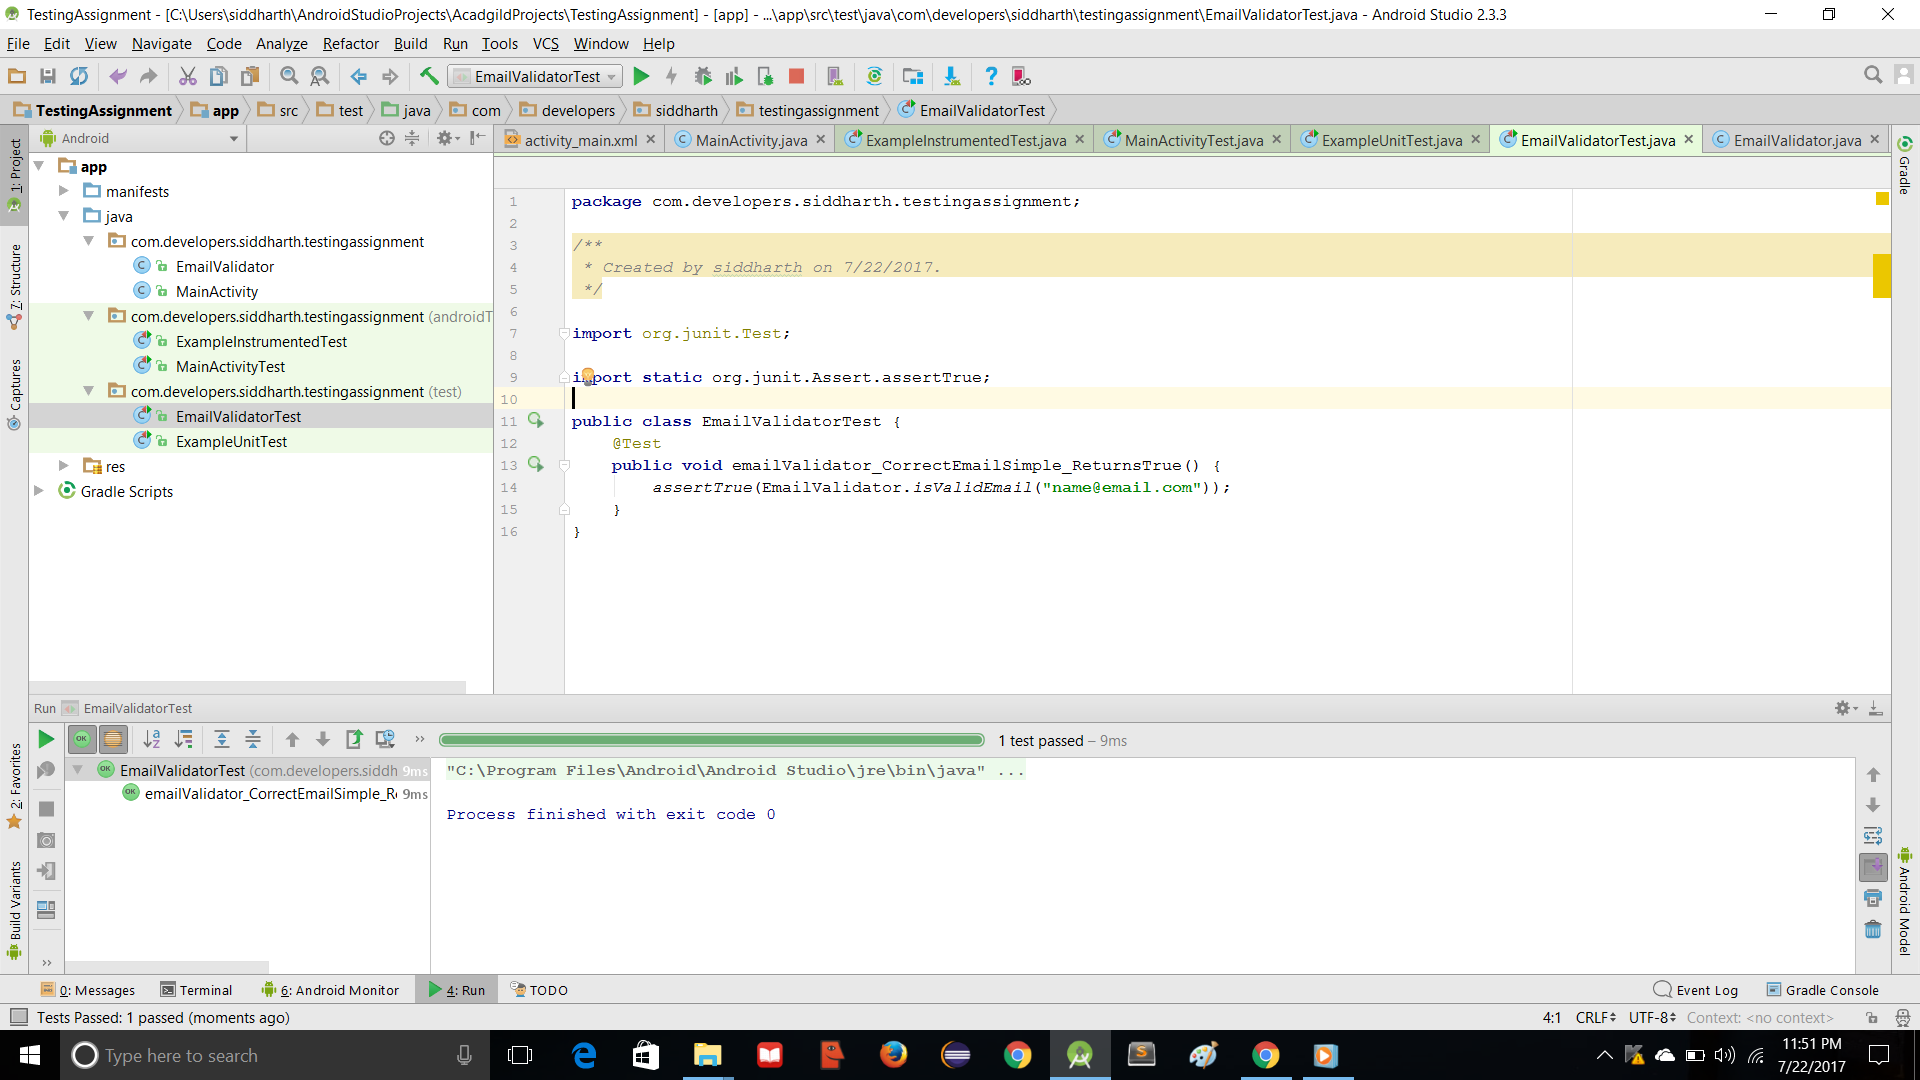 TestingAssignment - [C:\Users\siddharth\AndroidStudioProjects\AcadgildProjects\TestingAssignment] - [app] - ...\app\src\test\java\com\developers\siddharth\testingassignment\EmailValidatorTest.java - Android Studio 2.3.3
File Edit View Navigate Code Analyze Refactor Build Run Tools VCS Window Help
EmailValidatorTest
TestingAssignment app src test java com developers siddharth testingassignment EmailValidatorTest
Android
activity_main.xml MainActivity.java ExampleInstrumentedTest.java MainActivityTest.java ExampleUnitTest.java EmailValidatorTest.java EmailValidator.java
1: Project
7: Structure
Captures
2: Favorites
Build Variants
app
manifests
java
com.developers.siddharth.testingassignment
EmailValidator
MainActivity
com.developers.siddharth.testingassignment (androidT
ExampleInstrumentedTest
MainActivityTest
com.developers.siddharth.testingassignment (test)
EmailValidatorTest
ExampleUnitTest
res
Gradle Scripts
1 package com.developers.siddharth.testingassignment;
2
3 /**
4 * Created by siddharth on 7/22/2017.
5 */
6
7 import org.junit.Test;
8
9 import static org.junit.Assert.assertTrue;
10
11 public class EmailValidatorTest {
12 @Test
13 public void emailValidator_CorrectEmailSimple_ReturnsTrue() {
14 assertTrue(EmailValidator.isValidEmail("name@email.com"));
15 }
16 }
Gradle
Android Model
Run EmailValidatorTest
1 test passed – 9ms
EmailValidatorTest (com.developers.siddh 9ms
emailValidator_CorrectEmailSimple_Re 9ms
"C:\Program Files\Android\Android Studio\jre\bin\java" ...
Process finished with exit code 0
0: Messages Terminal 6: Android Monitor 4: Run TODO Event Log Gradle Console
Tests Passed: 1 passed (moments ago) 4:1 CRLF UTF-8 Context: <no context>
Type here to search
11:51 PM
7/22/2017